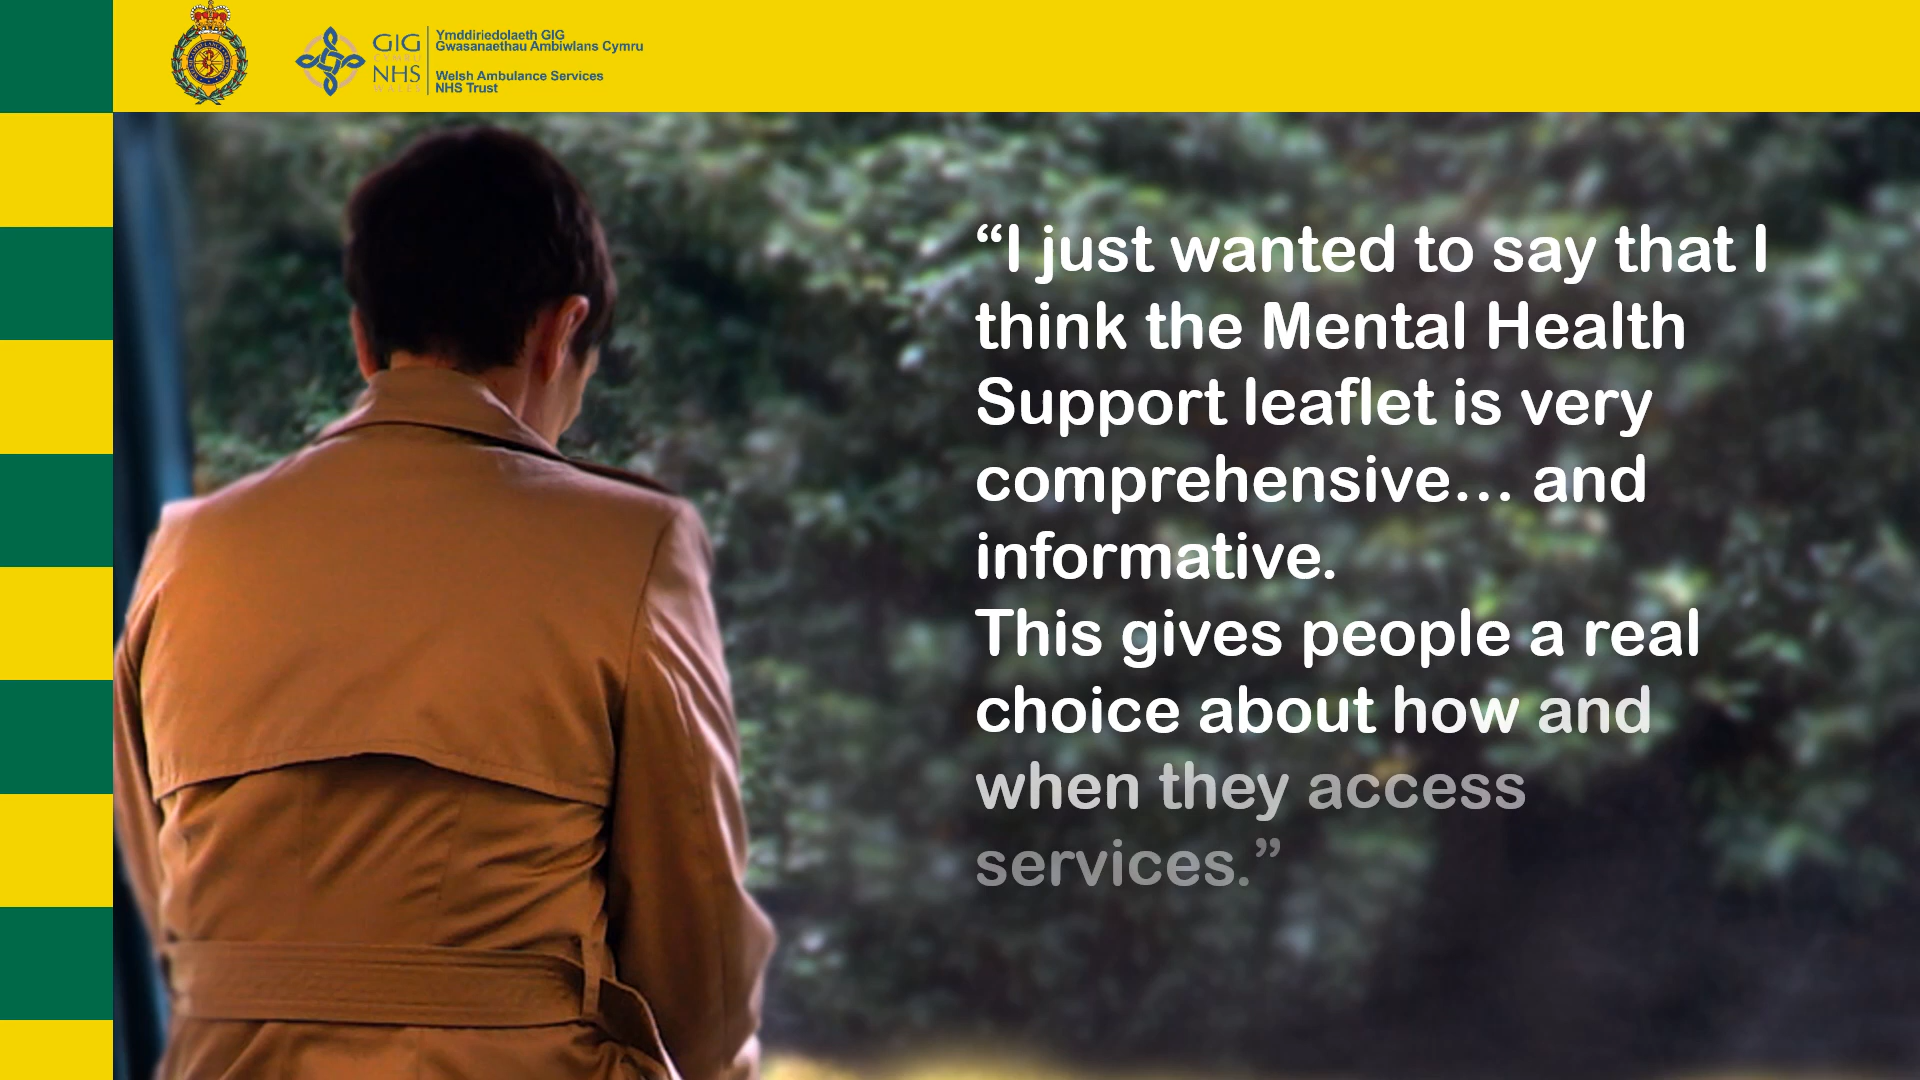 GIG
CYMRU
NHS
WALES
Ymddiriedolaeth GIG
Gwasanaethau Ambiwlans Cymru
Welsh Ambulance Services
NHS Trust
“I just wanted to say that I
think the Mental Health
Support leaflet is very
comprehensive… and
informative.
This gives people a real
choice about how and
when they access
services.”